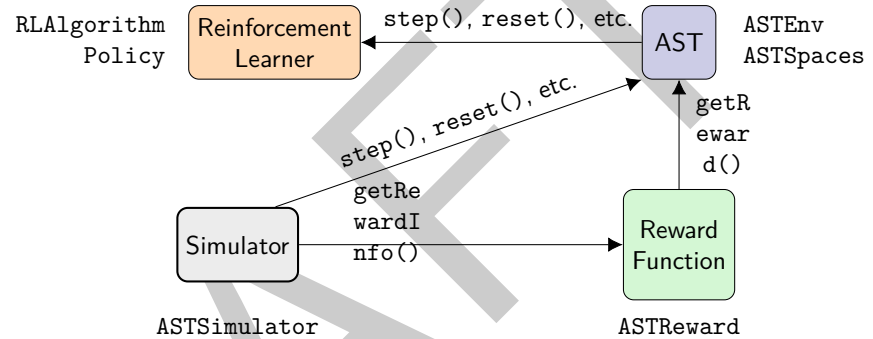 RLAlgorithm
Policy
Reinforcement
Learner
step(), reset(), etc.
AST
ASTEnv
ASTSpaces
step(), reset(), etc.
getR
ewar
d()
getRe
wardI
nfo()
Simulator
Reward
Function
ASTSimulator
ASTReward